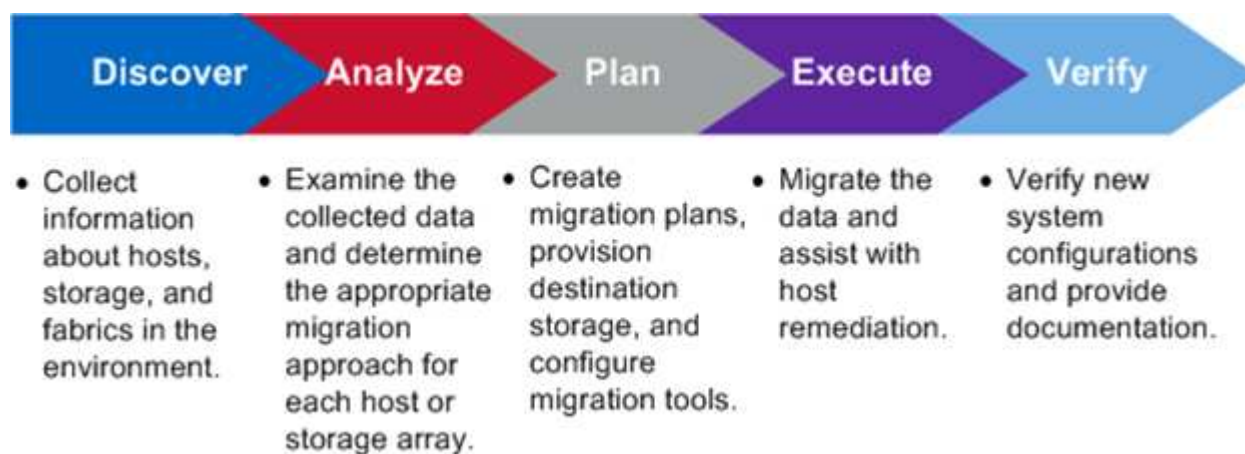 Discover
Analyze
Plan
Execute
Verify
• Collect
information
about hosts,
storage, and
fabrics in the
environment.
• Examine the
collected data
and determine
the appropriate
migration
approach for
each host or
storage array.
• Create
migration plans,
provision
destination
storage, and
configure
migration tools.
• Migrate the
data and
assist with
host
remediation.
• Verify new
system
configurations
and provide
documentation.